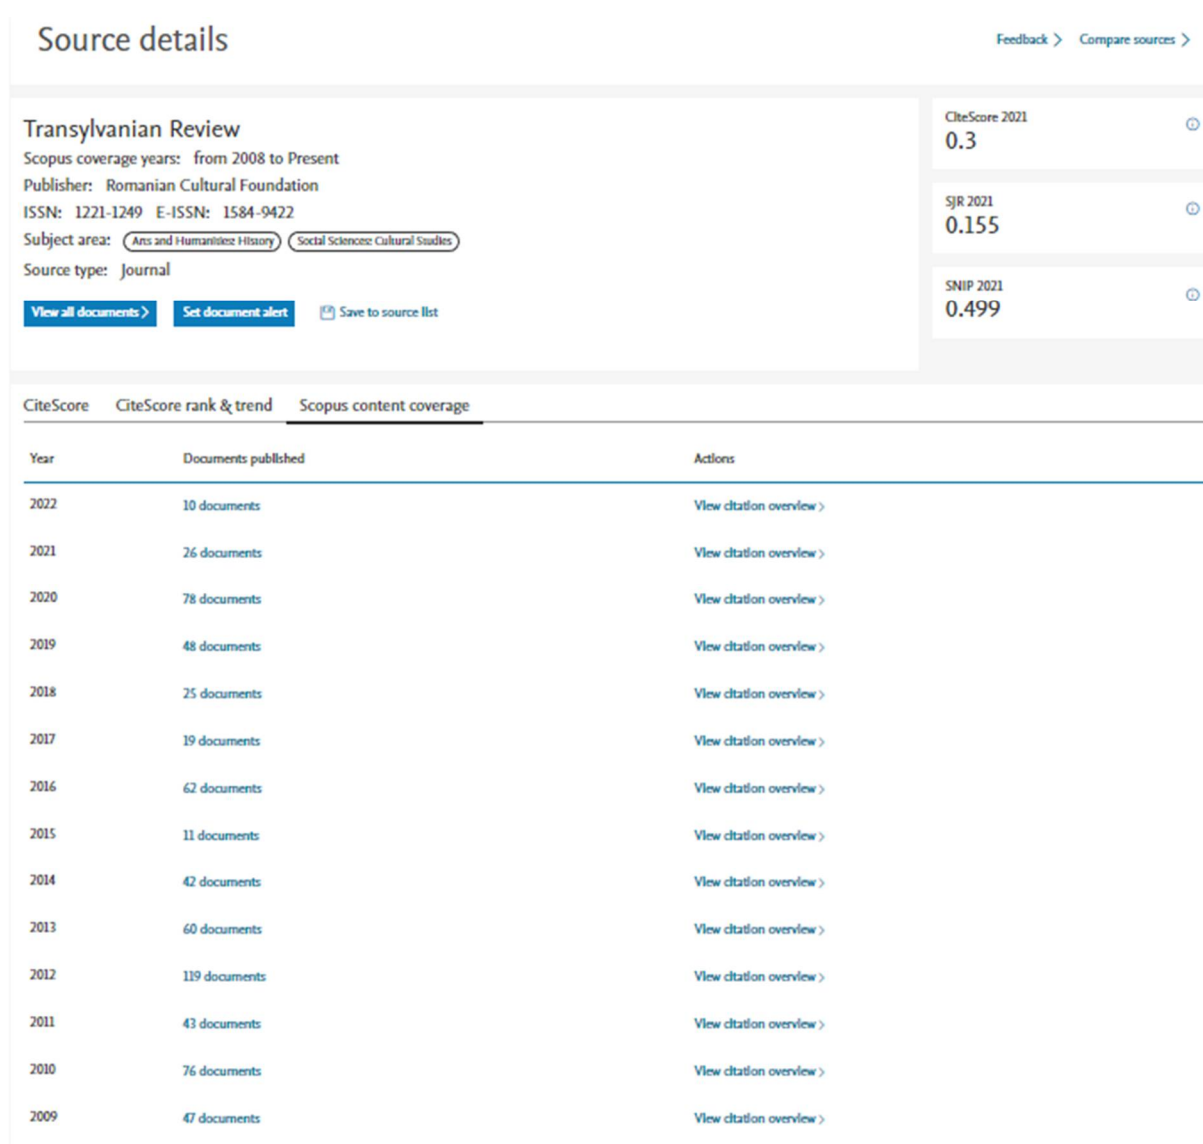 Source details
Feedback > Compare sources >
Transylvanian Review
Scopus coverage years: from 2008 to Present
Publisher: Romanian Cultural Foundation
ISSN: 1221-1249 E-ISSN: 1584-9422
Subject area: Arts and Humanities: History Social Sciences: Cultural Studies
Source type: Journal
View all documents > Set document alert Save to source list
CiteScore 2021
0.3
SJR 2021
0.155
SNIP 2021
0.499
CiteScore CiteScore rank & trend Scopus content coverage
Year Documents published Actions
2022 10 documents View citation overview >
2021 26 documents View citation overview >
2020 78 documents View citation overview >
2019 48 documents View citation overview >
2018 25 documents View citation overview >
2017 19 documents View citation overview >
2016 62 documents View citation overview >
2015 11 documents View citation overview >
2014 42 documents View citation overview >
2013 60 documents View citation overview >
2012 119 documents View citation overview >
2011 43 documents View citation overview >
2010 76 documents View citation overview >
2009 47 documents View citation overview >